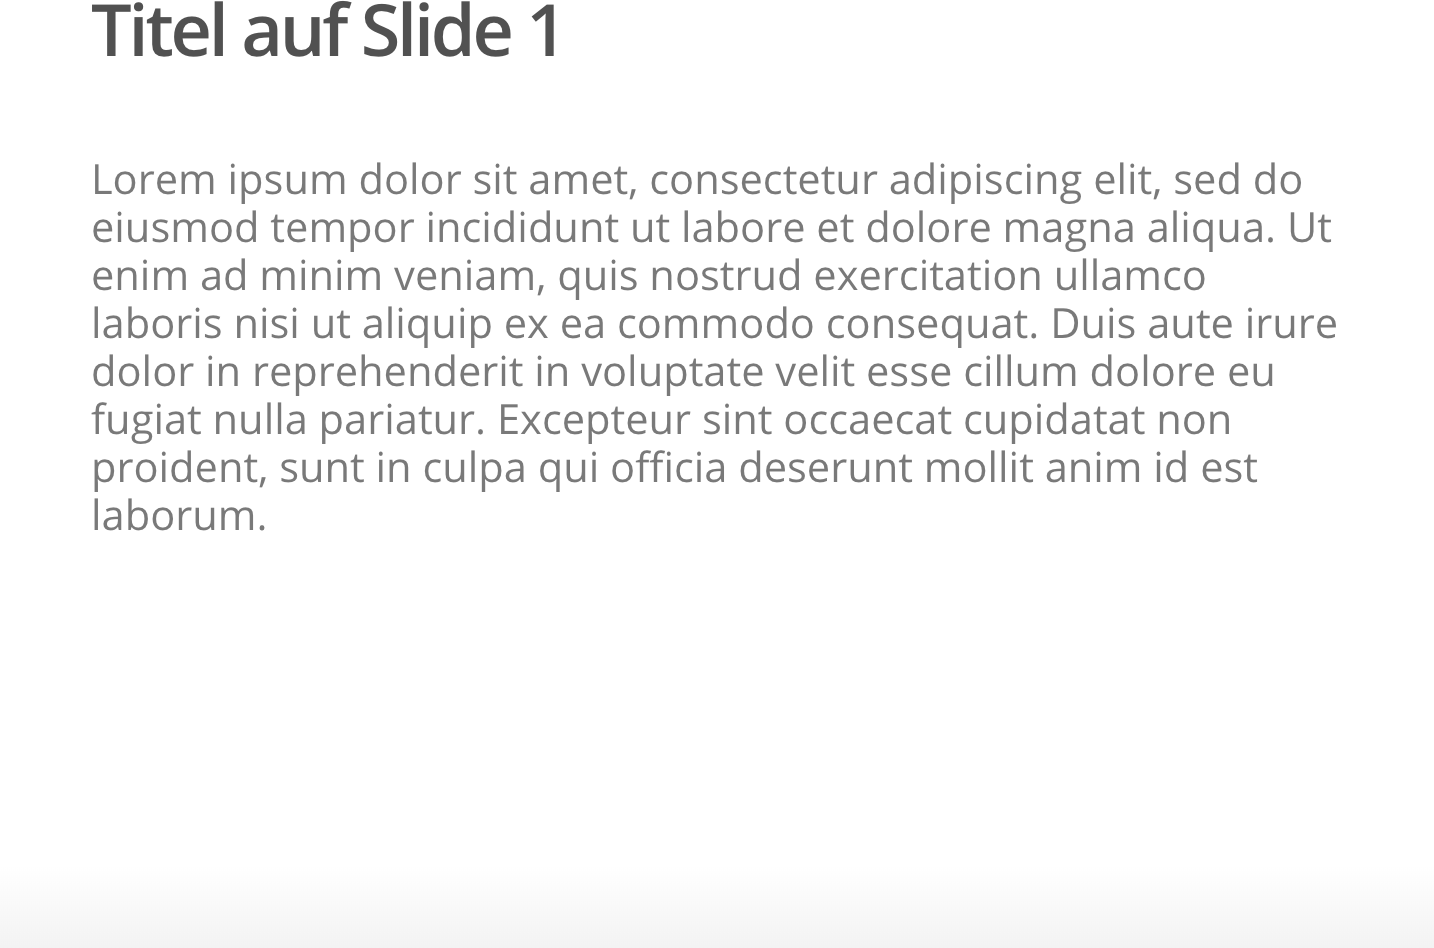 Titel auf Slide 1
Lorem ipsum dolor sit amet, consectetur adipiscing elit, sed do
eiusmod tempor incididunt ut labore et dolore magna aliqua. Ut
enim ad minim veniam, quis nostrud exercitation ullamco
laboris nisi ut aliquip ex ea commodo consequat. Duis aute irure
dolor in reprehenderit in voluptate velit esse cillum dolore eu
fugiat nulla pariatur. Excepteur sint occaecat cupidatat non
proident, sunt in culpa qui officia deserunt mollit anim id est
laborum.